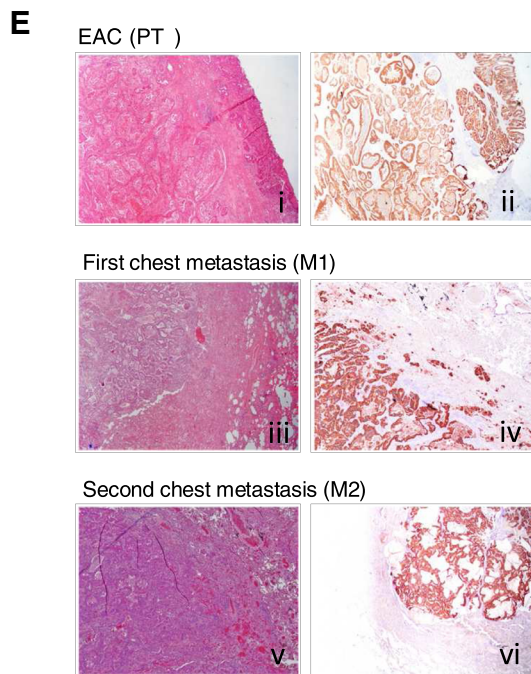 E
EAC (PT )
i
ii
First chest metastasis (M1)
iii
iv
Second chest metastasis (M2)
v
vi